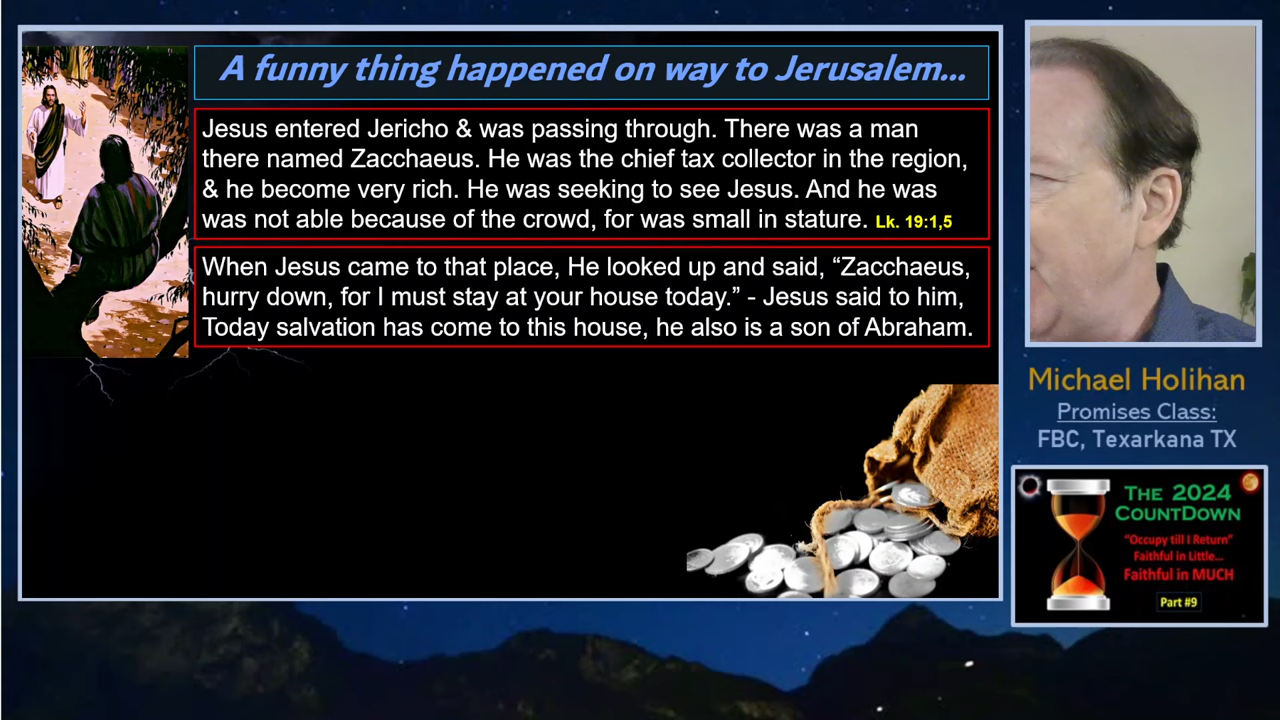 A funny thing happened on way to Jerusalem...
Jesus entered Jericho & was passing through. There was a man
there named Zacchaeus. He was the chief tax collector in the region,
& he become very rich. He was seeking to see Jesus. And he was
was not able because of the crowd, for was small in stature. Lk. 19:1,5
When Jesus came to that place, He looked up and said, “Zacchaeus,
hurry down, for I must stay at your house today.” - Jesus said to him,
Today salvation has come to this house, he also is a son of Abraham.
Michael Holihan
Promises Class:
FBC, Texarkana TX
THE 2024
COUNTDOWN
“Occupy till I Return”
Faithful in Little...
Faithful in MUCH
Part #9